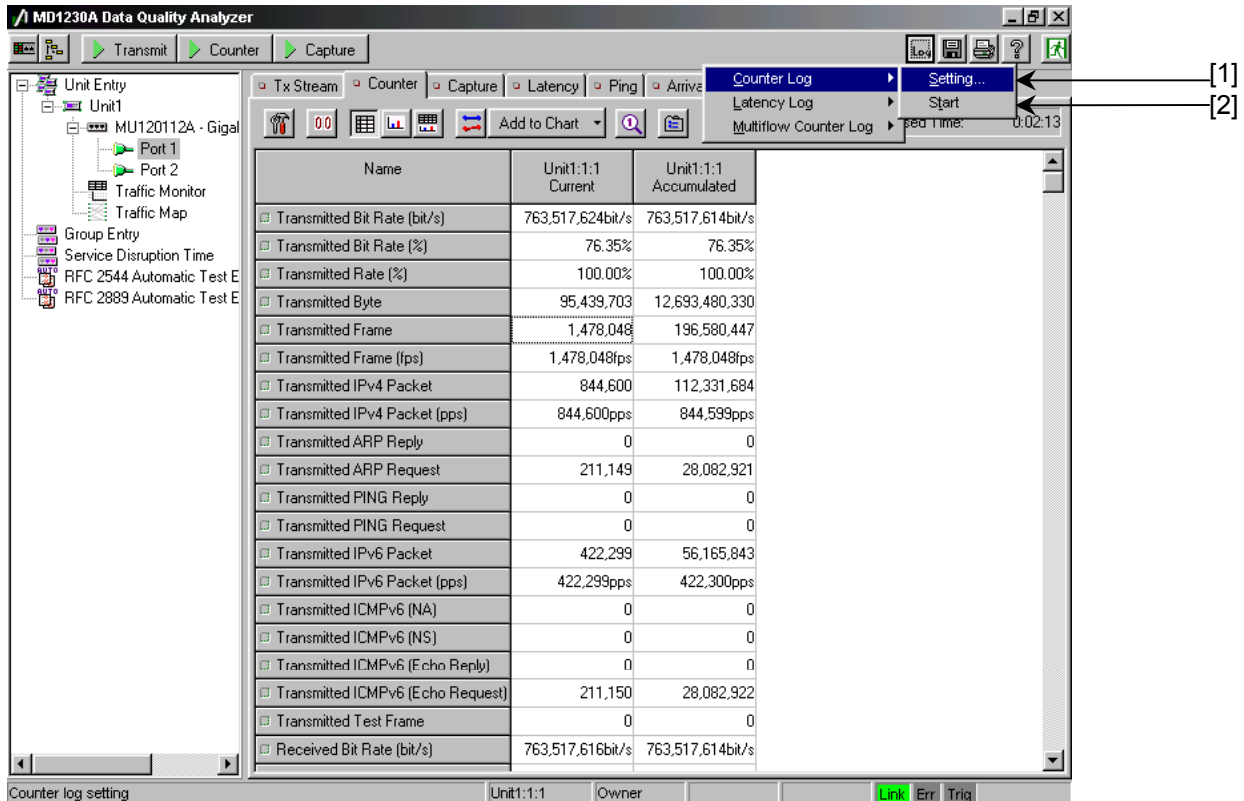 MD1230A Data Quality Analyzer
Transmit Counter Capture Log
Unit Entry
Unit1
MU120112A - Gigal
Port 1
Port 2
Traffic Monitor
Traffic Map
Group Entry
Service Disruption Time
AUTO RFC 2544 Automatic Test E
AUTO RFC 2889 Automatic Test E
Tx Stream Counter Capture Latency Ping Arriva
Counter Log Setting... [1]
Latency Log Start [2]
Multiflow Counter Log
00 Add to Chart sed Time: 0:02:13
Name Unit1:1:1 Current Unit1:1:1 Accumulated
Transmitted Bit Rate (bit/s) 763,517,624bit/s 763,517,614bit/s
Transmitted Bit Rate (%) 76.35% 76.35%
Transmitted Rate (%) 100.00% 100.00%
Transmitted Byte 95,439,703 12,693,480,330
Transmitted Frame 1,478,048 196,580,447
Transmitted Frame (fps) 1,478,048fps 1,478,048fps
Transmitted IPv4 Packet 844,600 112,331,684
Transmitted IPv4 Packet (pps) 844,600pps 844,599pps
Transmitted ARP Reply 0 0
Transmitted ARP Request 211,149 28,082,921
Transmitted PING Reply 0 0
Transmitted PING Request 0 0
Transmitted IPv6 Packet 422,299 56,165,843
Transmitted IPv6 Packet (pps) 422,299pps 422,300pps
Transmitted ICMPv6 (NA) 0 0
Transmitted ICMPv6 (NS) 0 0
Transmitted ICMPv6 (Echo Reply) 0 0
Transmitted ICMPv6 (Echo Request) 211,150 28,082,922
Transmitted Test Frame 0 0
Received Bit Rate (bit/s) 763,517,616bit/s 763,517,614bit/s
Counter log setting Unit1:1:1 Owner Link Err Trig